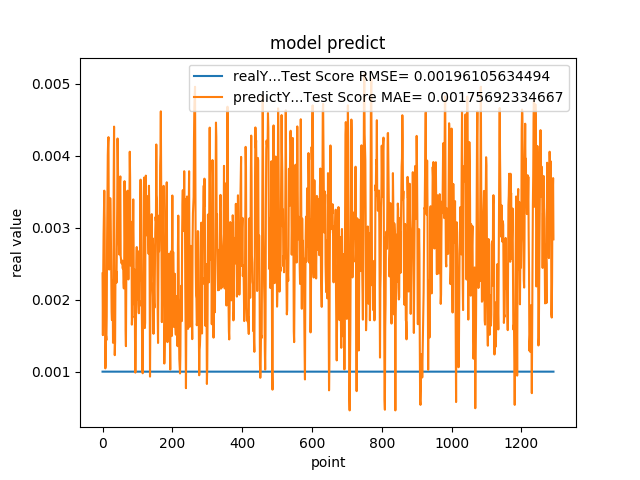 model predict
realY...Test Score RMSE= 0.00196105634494
predictY...Test Score MAE= 0.00175692334667
0.005
0.004
0.003
0.002
0.001
real value
0 200 400 600 800 1000 1200
point